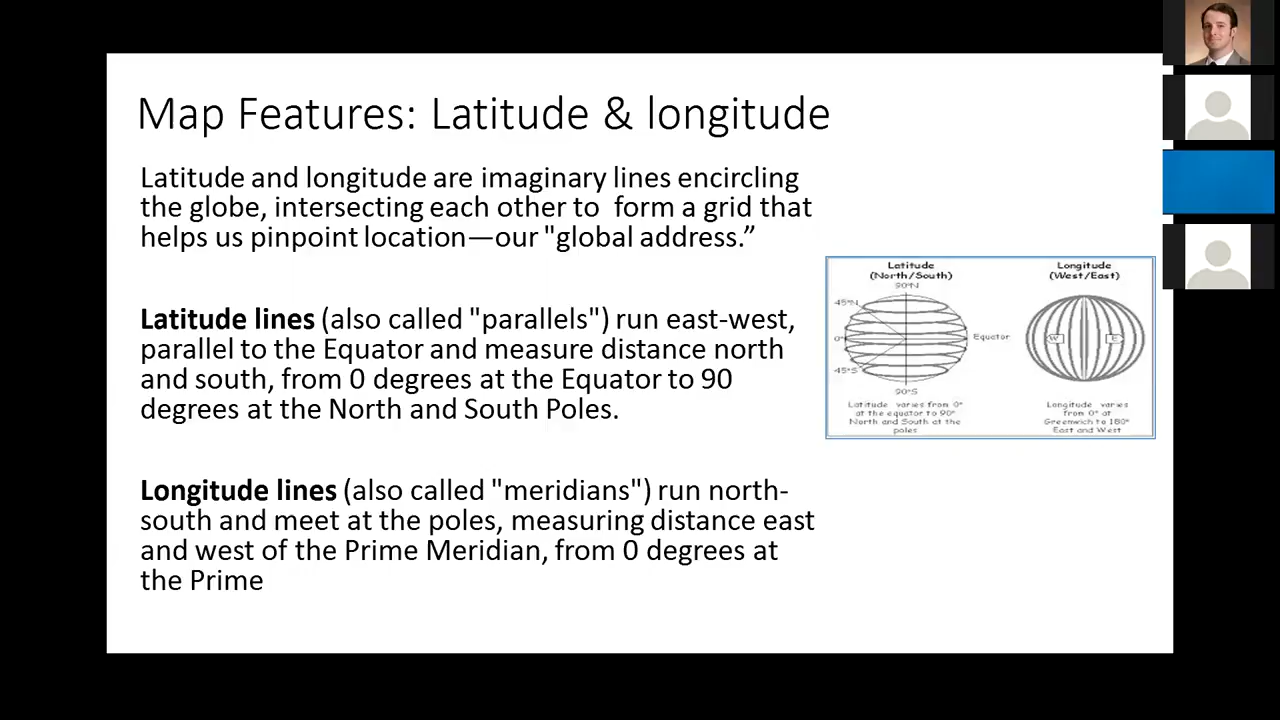 Map Features: Latitude & longitude
Latitude and longitude are imaginary lines encircling
the globe, intersecting each other to  form a grid that
helps us pinpoint location—our "global address.”
Latitude lines (also called "parallels") run east-west,
parallel to the Equator and measure distance north
and south, from 0 degrees at the Equator to 90
degrees at the North and South Poles.
Longitude lines (also called "meridians") run north-
south and meet at the poles, measuring distance east
and west of the Prime Meridian, from 0 degrees at
the Prime
Latitude
(North/South)
90°N
45°N
0°
45°S
90°S
Equator
Latitude varies from 0°
at the equator to 90°
North and South at the
poles
Longitude
(West/East)
W
E
Longitude varies
from 0° at
Greenwich to 180°
East and West